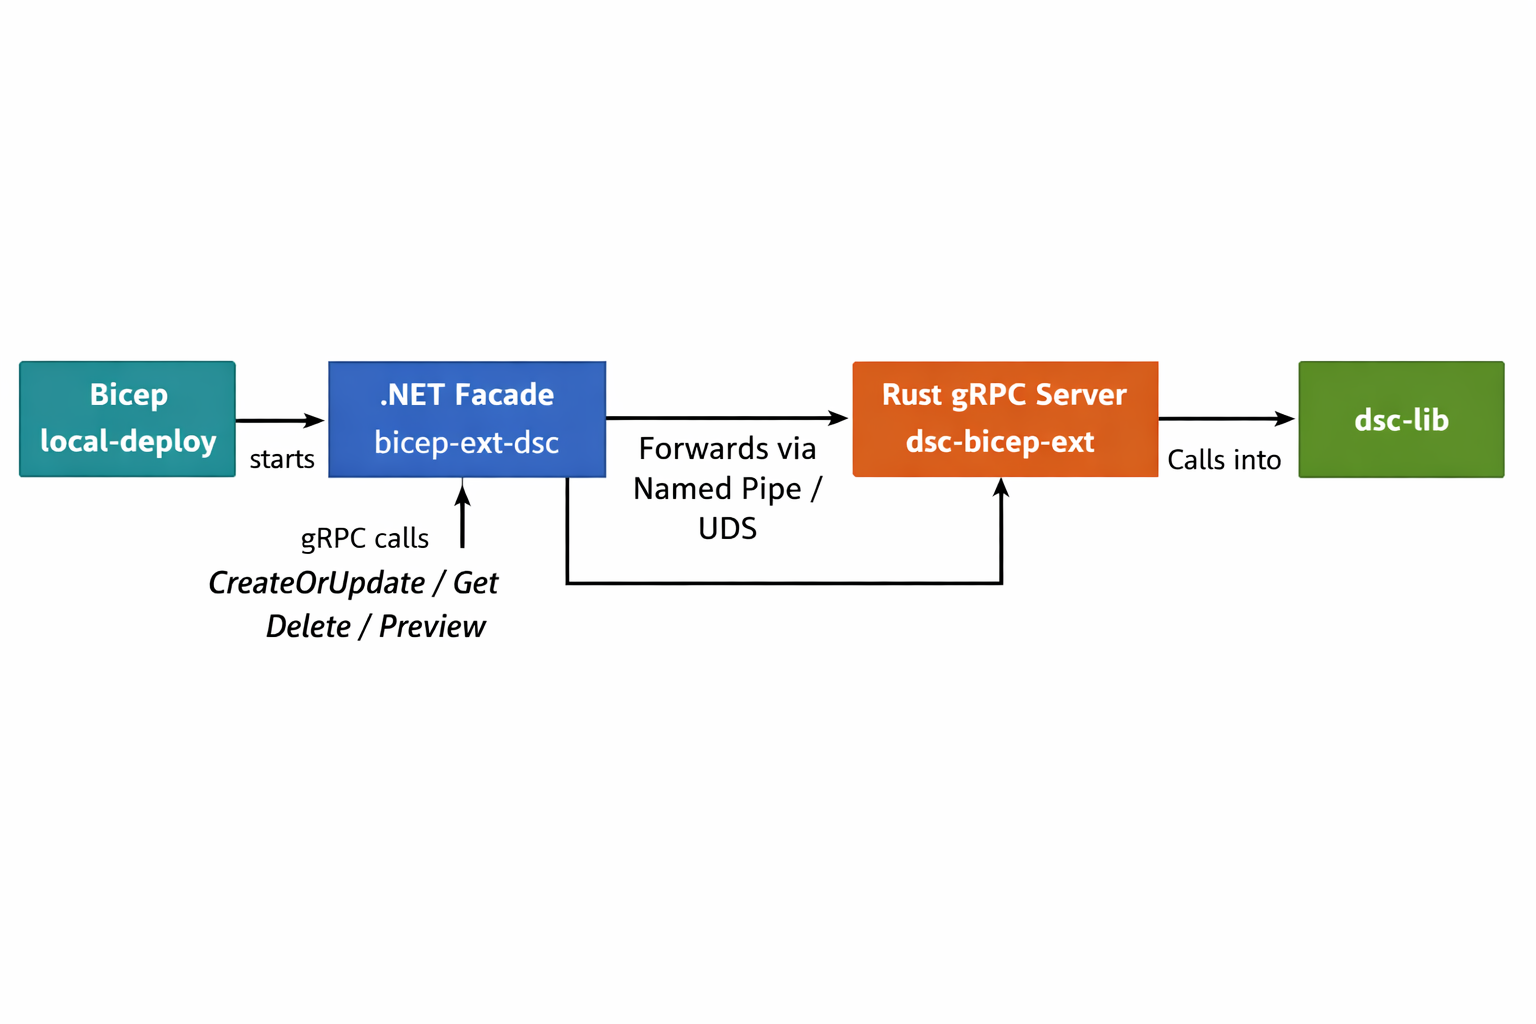 Bicep
local-deploy
starts
.NET Facade
bicep-ext-dsc
gRPC calls
CreateOrUpdate / Get
Delete / Preview
Forwards via
Named Pipe /
UDS
Rust gRPC Server
dsc-bicep-ext
Calls into
dsc-lib